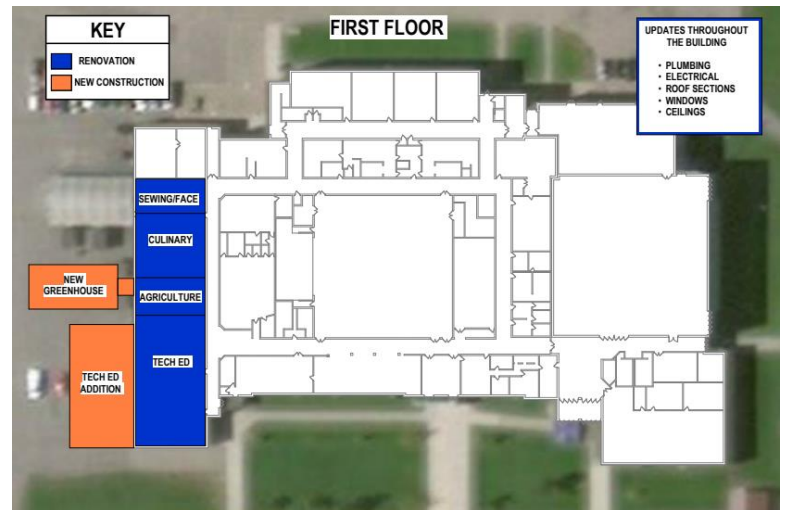 KEY
RENOVATION
NEW CONSTRUCTION
FIRST FLOOR
UPDATES THROUGHOUT
THE BUILDING
• PLUMBING
• ELECTRICAL
• ROOF SECTIONS
• WINDOWS
• CEILINGS
SEWING/FACE
CULINARY
NEW
GREENHOUSE
AGRICULTURE
TECH ED
TECH ED
ADDITION